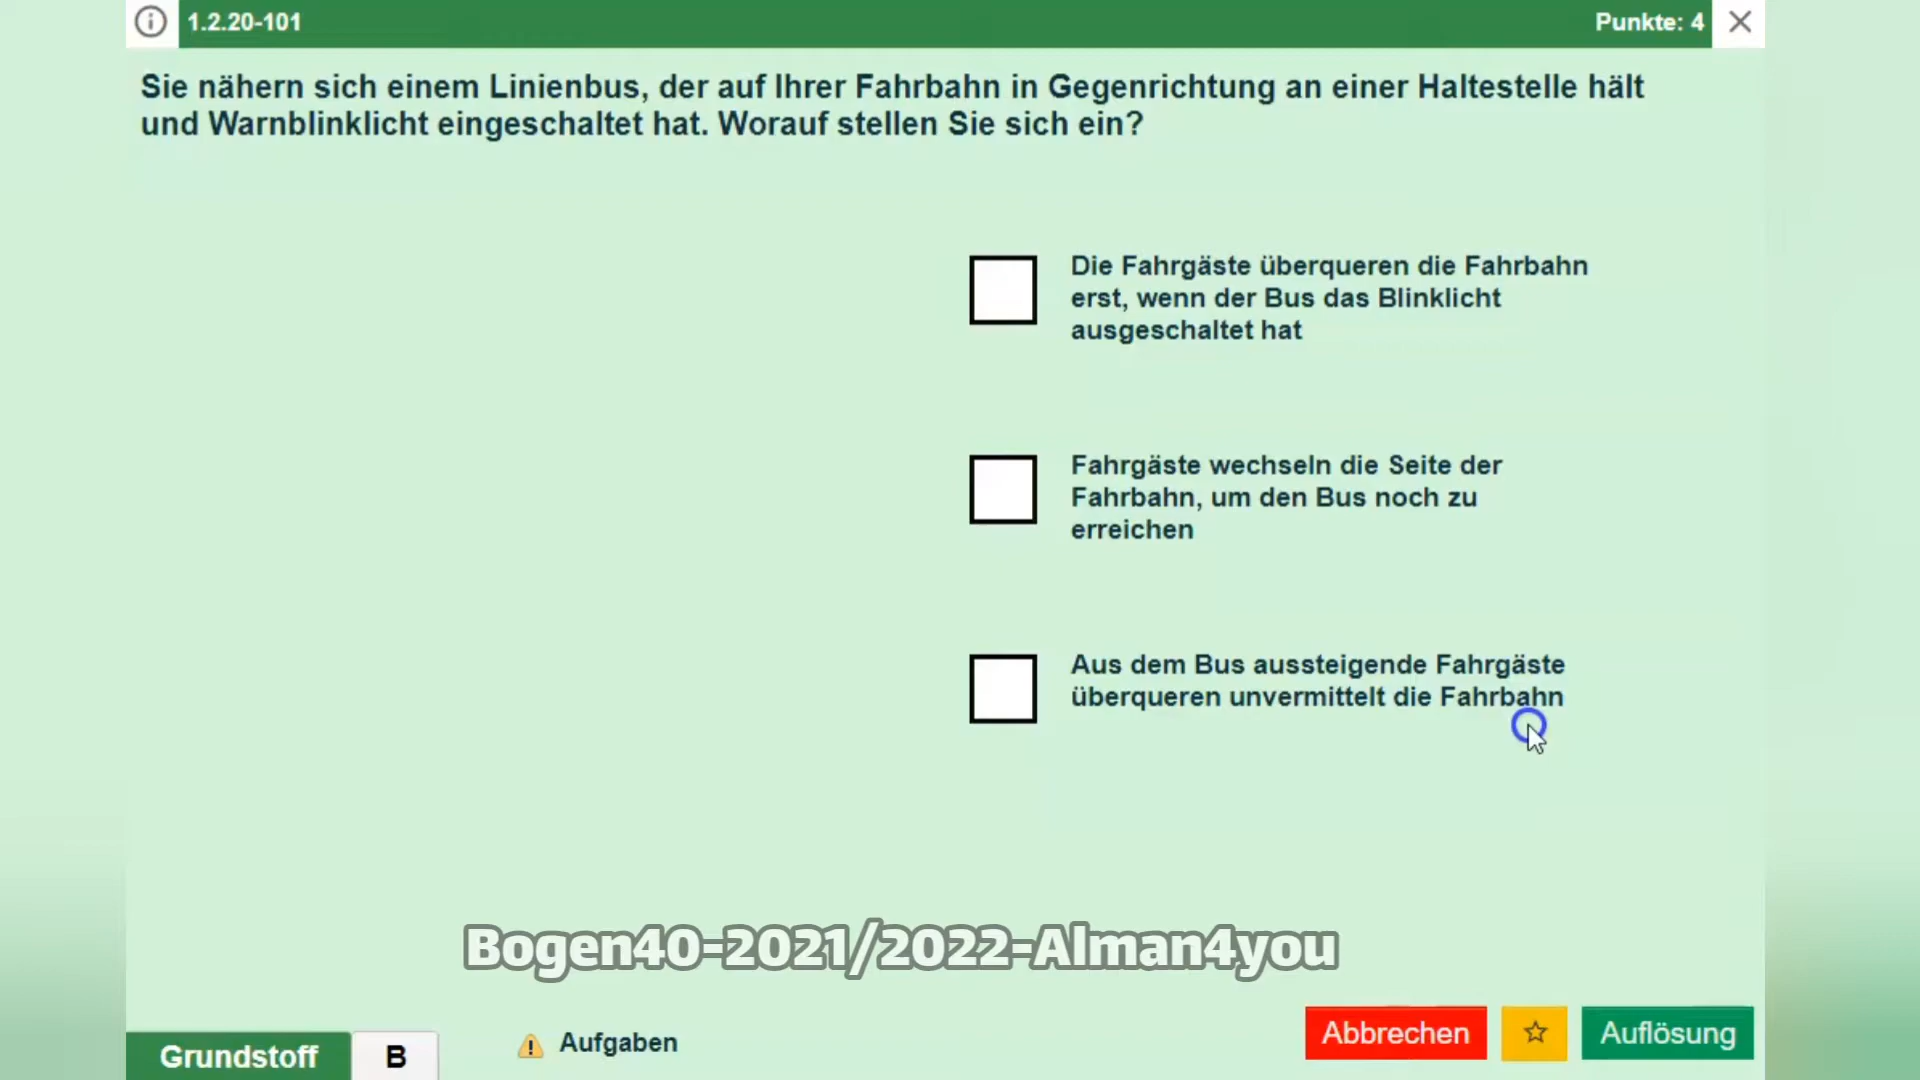 1.2.20-101
Punkte: 4
Sie nähern sich einem Linienbus, der auf Ihrer Fahrbahn in Gegenrichtung an einer Haltestelle hält
und Warnblinklicht eingeschaltet hat. Worauf stellen Sie sich ein?
Die Fahrgäste überqueren die Fahrbahn
erst, wenn der Bus das Blinklicht
ausgeschaltet hat
Fahrgäste wechseln die Seite der
Fahrbahn, um den Bus noch zu
erreichen
Aus dem Bus aussteigende Fahrgäste
überqueren unvermittelt die Fahrbahn
Bogen40-2021/2022-Alman4you
Grundstoff
B
Aufgaben
Abbrechen
Auflösung